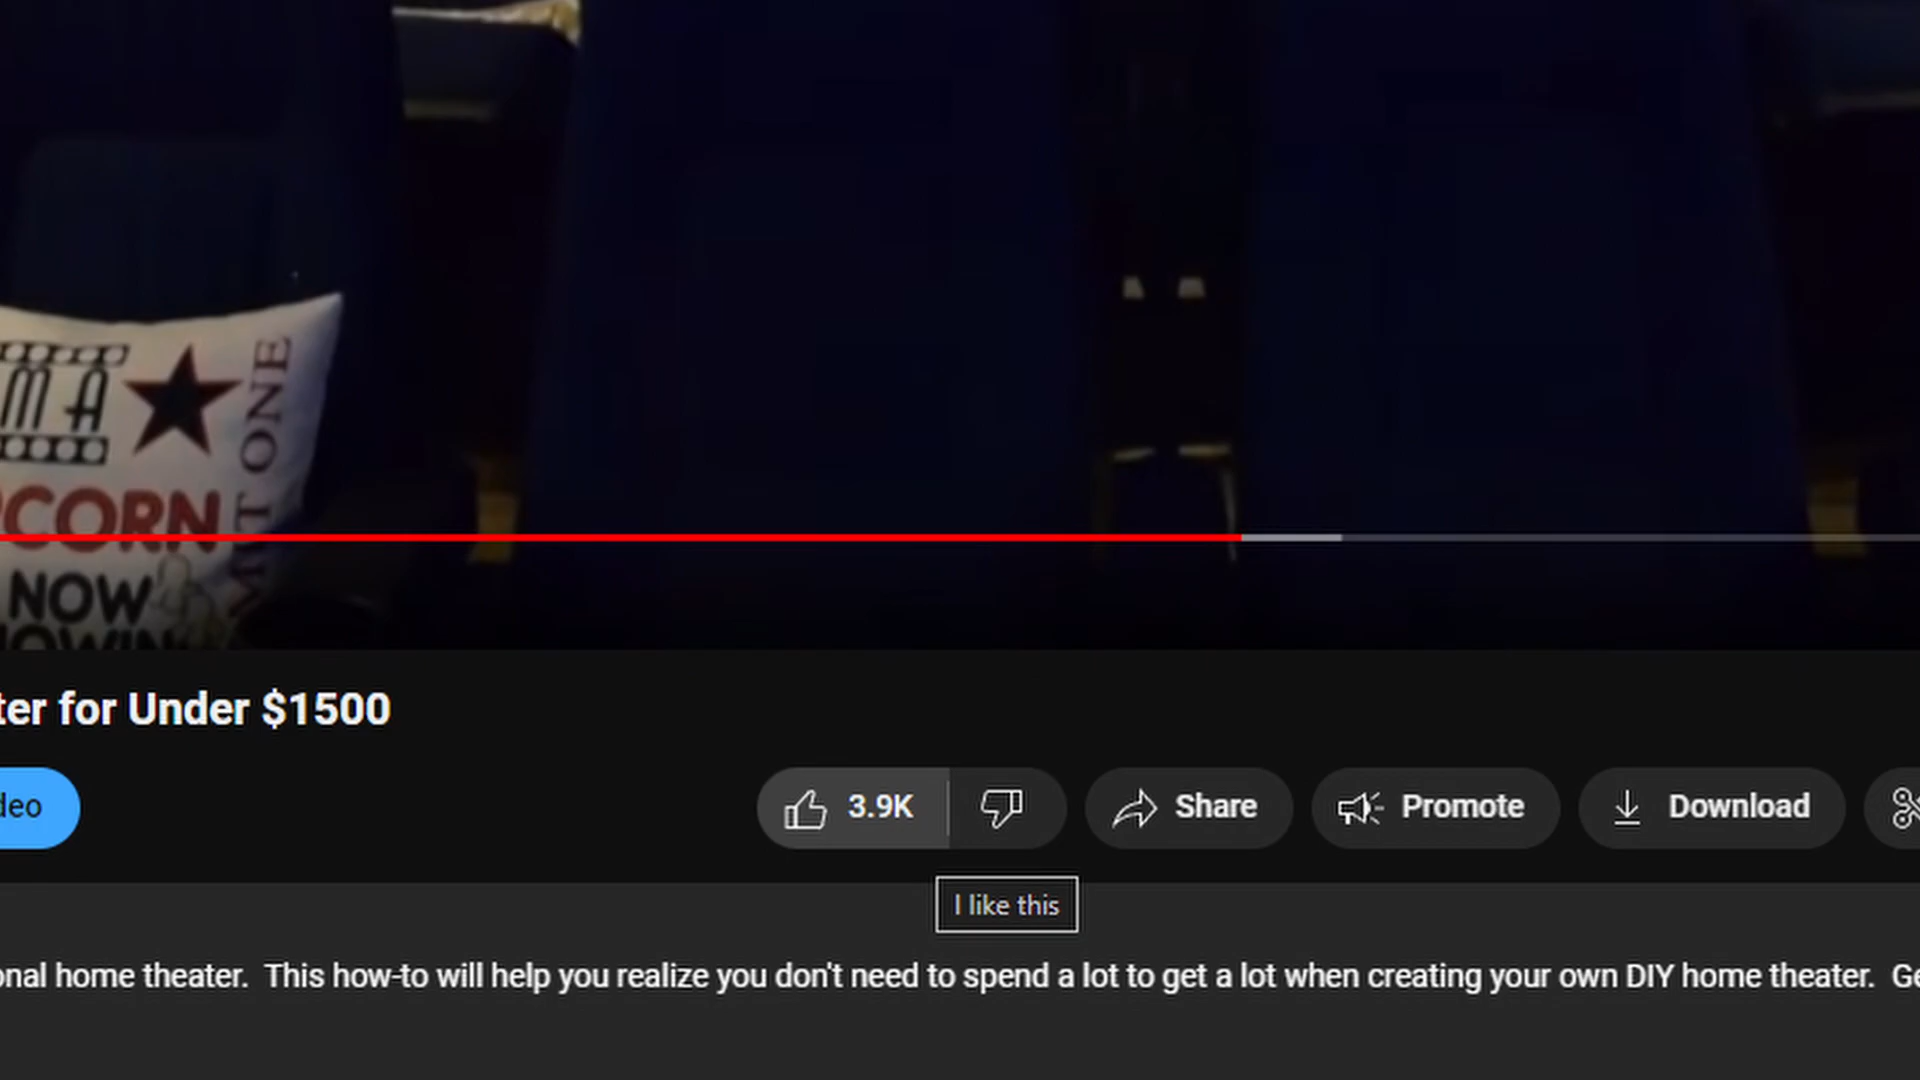 MA
CORN
MIT ONE
NOW
ter for Under $1500
deo
3.9K
Share
Promote
Download
I like this
onal home theater.  This how-to will help you realize you don't need to spend a lot to get a lot when creating your own DIY home theater.  Ge